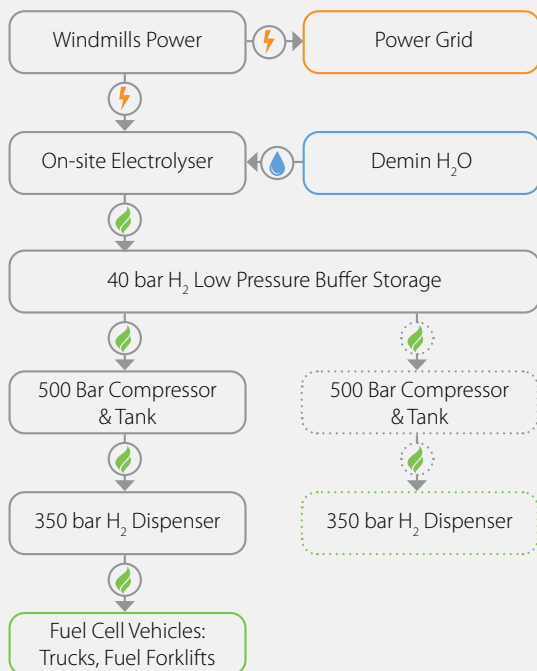 Windmills Power
Power Grid
On-site Electrolyser
Demin H₂O
40 bar H₂ Low Pressure Buffer Storage
500 Bar Compressor
& Tank
500 Bar Compressor
& Tank
350 bar H₂ Dispenser
350 bar H₂ Dispenser
Fuel Cell Vehicles:
Trucks, Fuel Forklifts